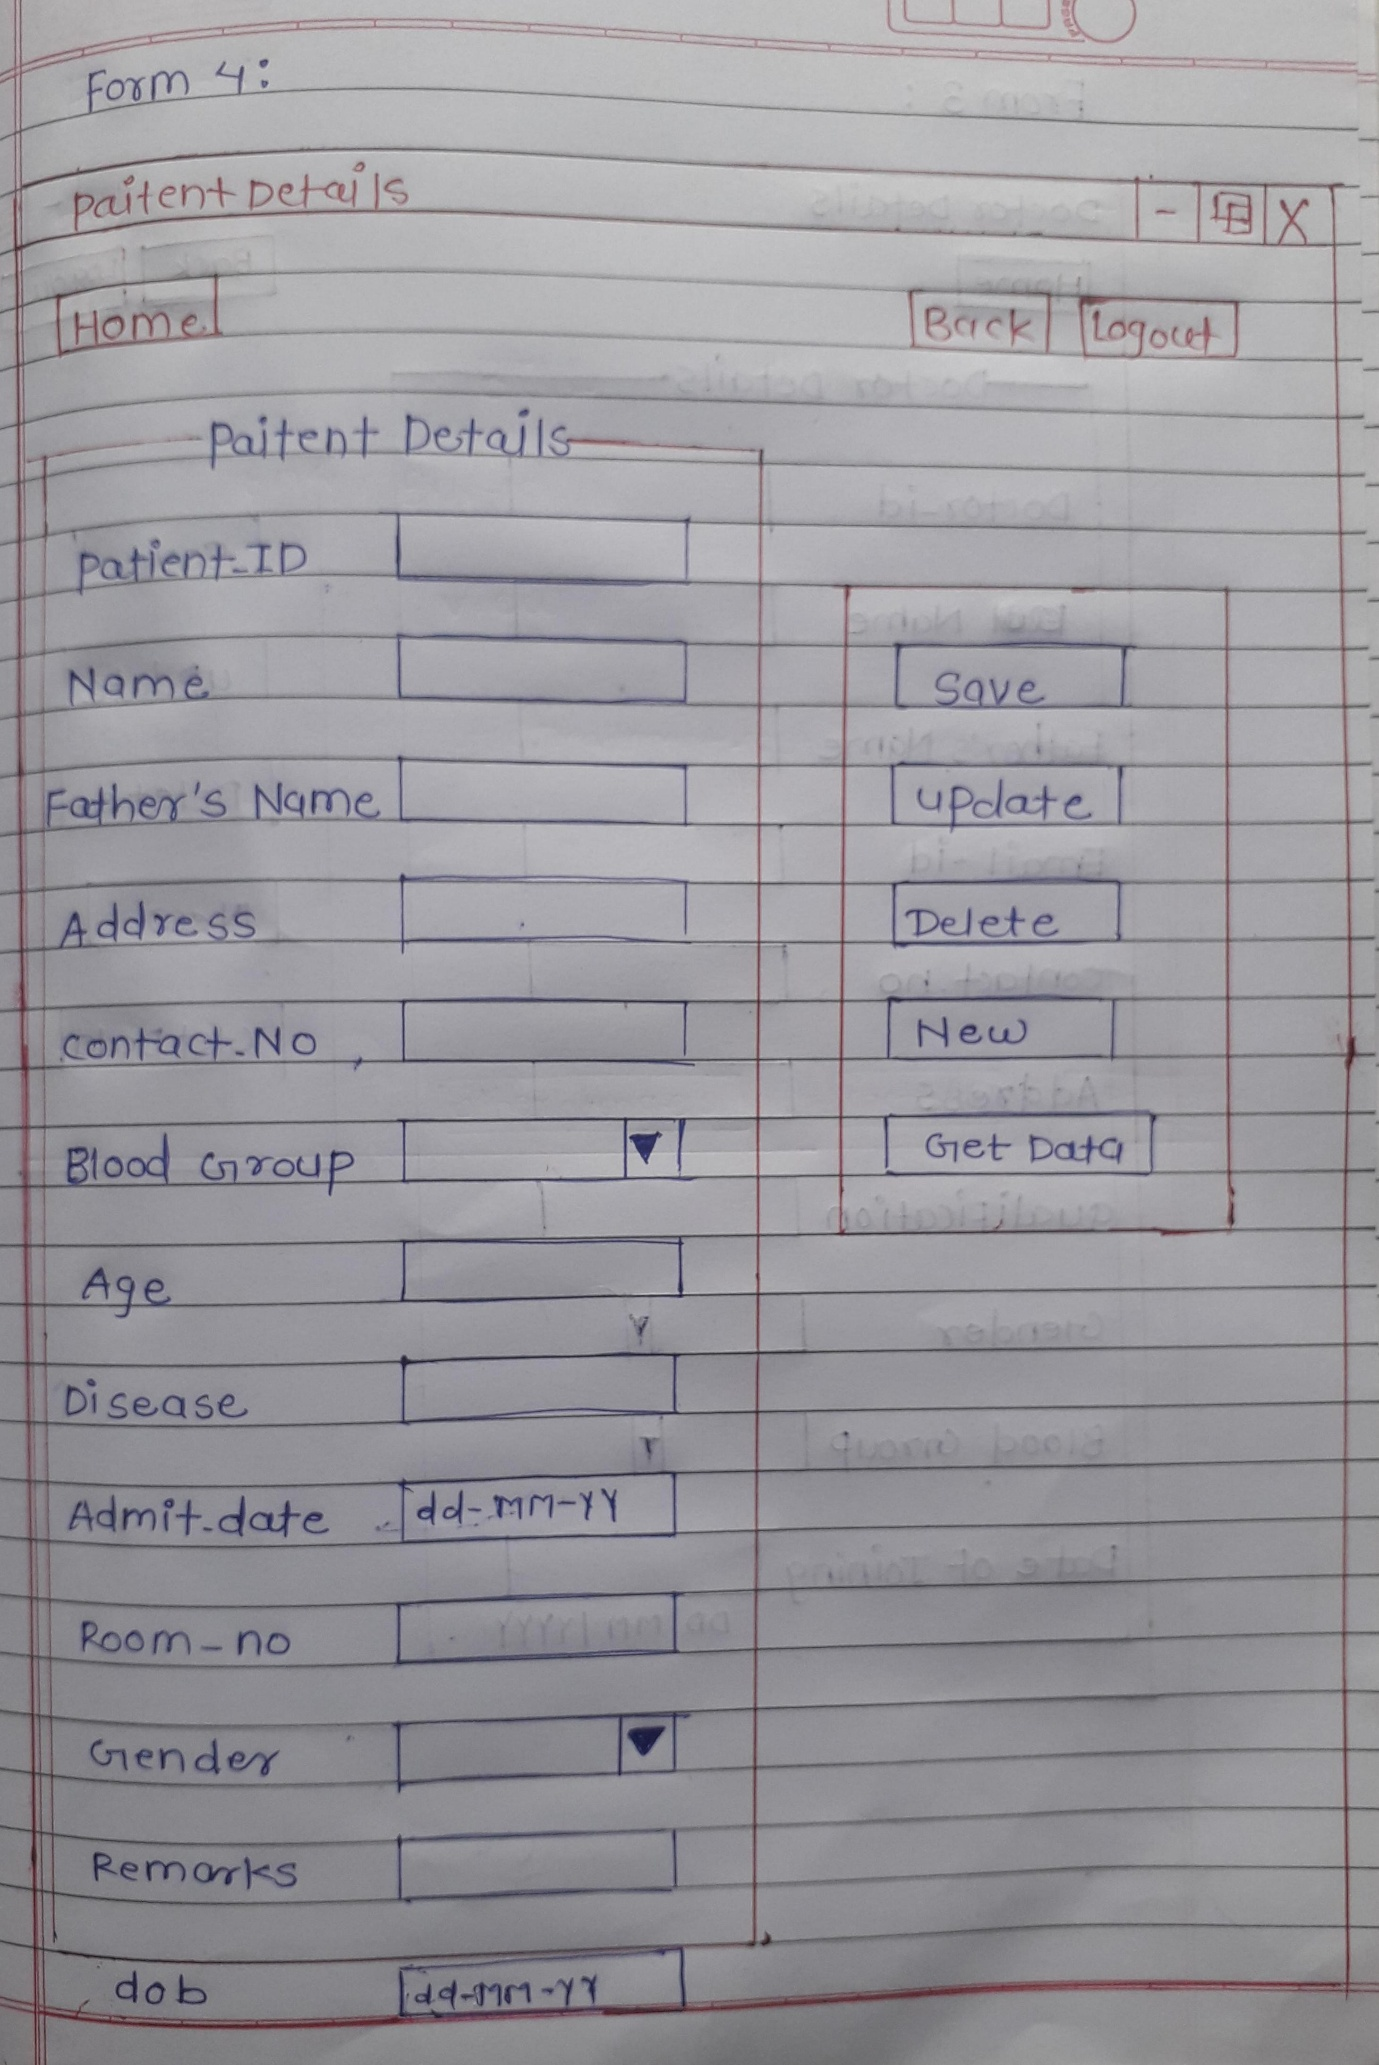 Form 4:
Paitent Details - X
Home Back Logout
Paitent Details
Patient-ID
Name Save
Father's Name Update
Address Delete
Contact-No New
Blood Group Get Data
Age
Disease
Admit-date dd-MM-YY
Room-no
Gender
Remarks
dob dd-MM-YY